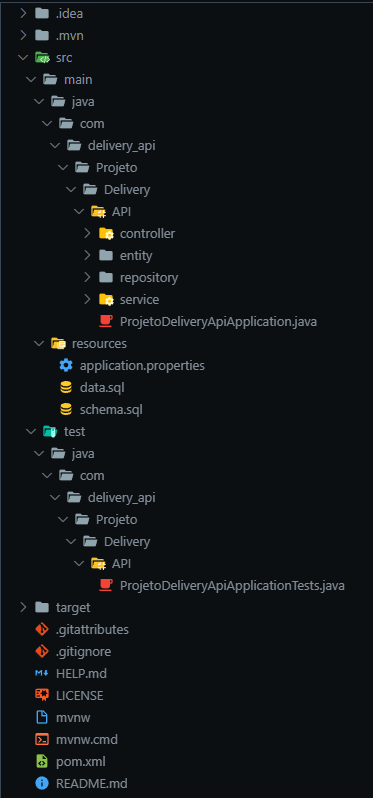 .idea
.mvn
src
main
java
com
delivery_api
Projeto
Delivery
API
controller
entity
repository
service
ProjetoDeliveryApiApplication.java
resources
application.properties
data.sql
schema.sql
test
java
com
delivery_api
Projeto
Delivery
API
ProjetoDeliveryApiApplicationTests.java
target
.gitattributes
.gitignore
HELP.md
LICENSE
mvnw
mvnw.cmd
pom.xml
README.md